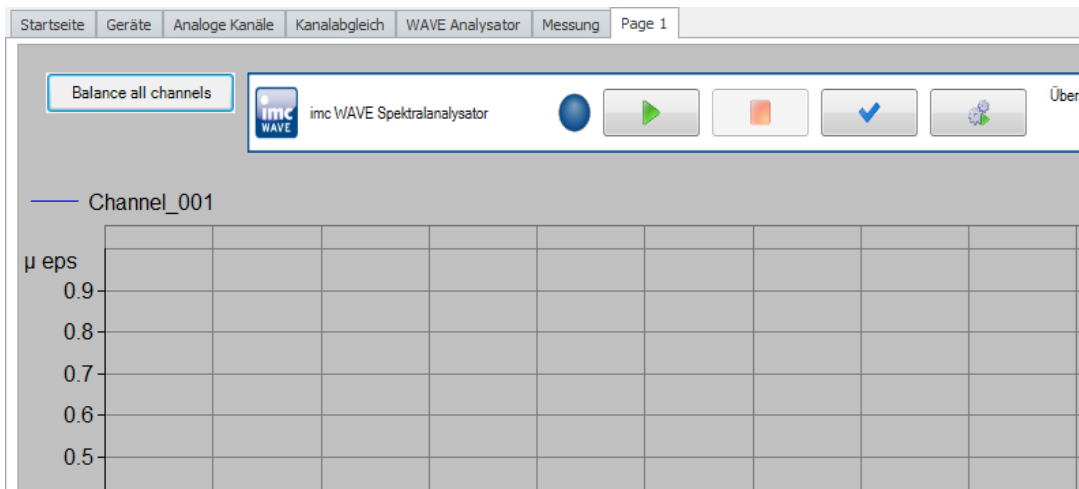 Startseite Geräte Analoge Kanäle Kanalabgleich WAVE Analysator Messung Page 1
Balance all channels
imc WAVE
imc WAVE Spektralanalysator
Über
Channel_001
µ eps
0.9
0.8
0.7
0.6
0.5